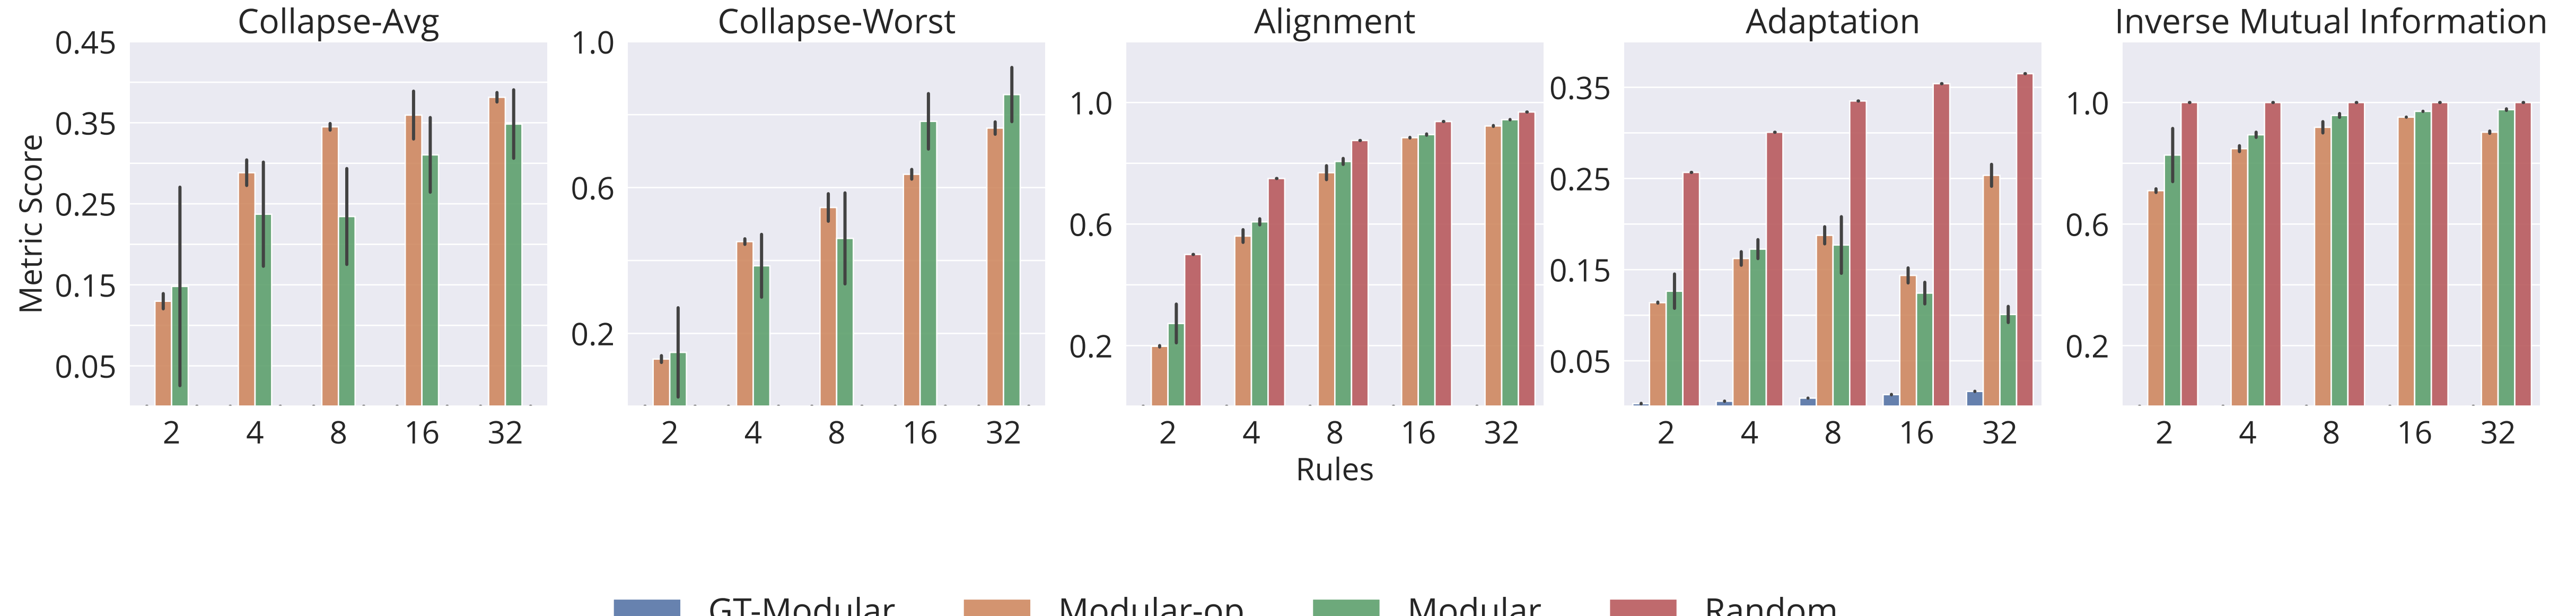 Collapse-Avg
Collapse-Worst
Alignment
Adaptation
Inverse Mutual Information
Metric Score
0.45
0.35
0.25
0.15
0.05
2 4 8 16 32
1.0
0.6
0.2
2 4 8 16 32
1.0
0.6
0.2
2 4 8 16 32
0.35
0.25
0.15
0.05
2 4 8 16 32
1.0
0.6
0.2
2 4 8 16 32
Rules
GT-Modular
Modular-op
Modular
Random